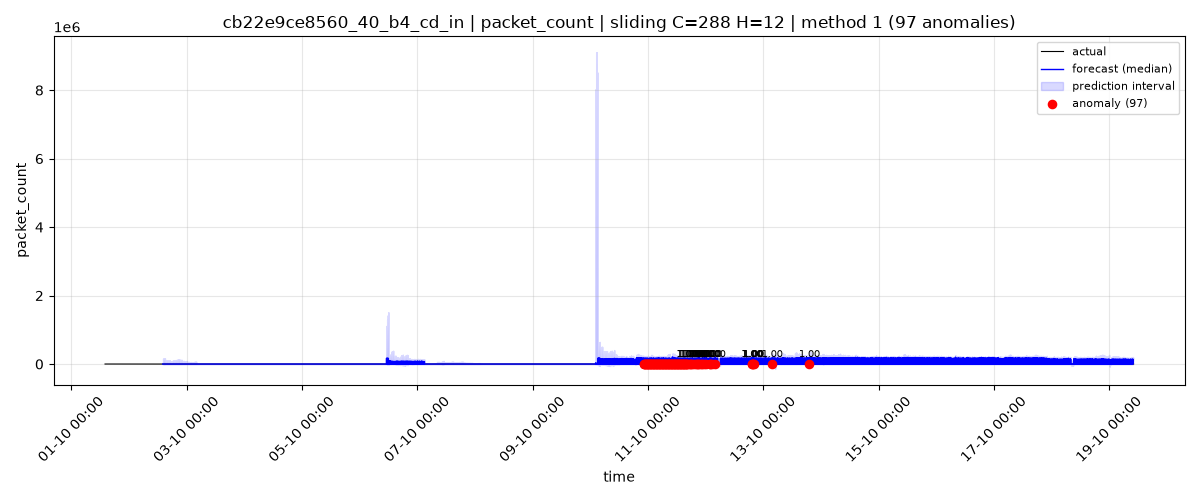 cb22e9ce8560_40_b4_cd_in | packet_count | sliding C=288 H=12 | method 1 (97 anomalies)
1e6
actual
forecast (median)
prediction interval
anomaly (97)
8
6
4
2
0
packet_count
1.00
1.00
01-10 00:00
03-10 00:00
05-10 00:00
07-10 00:00
09-10 00:00
11-10 00:00
13-10 00:00
15-10 00:00
17-10 00:00
19-10 00:00
time